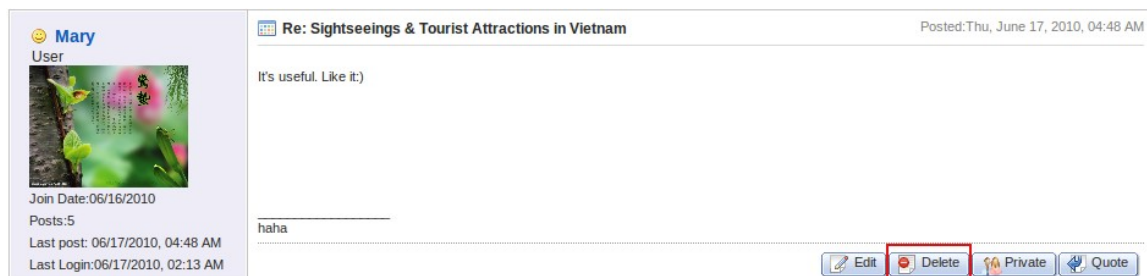 Mary
User
驚蟄
Join Date:06/16/2010
Posts:5
Last post: 06/17/2010, 04:48 AM
Last Login:06/17/2010, 02:13 AM
Re: Sightseeings & Tourist Attractions in Vietnam
Posted:Thu, June 17, 2010, 04:48 AM
It's useful. Like it:)
haha
Edit
Delete
Private
Quote